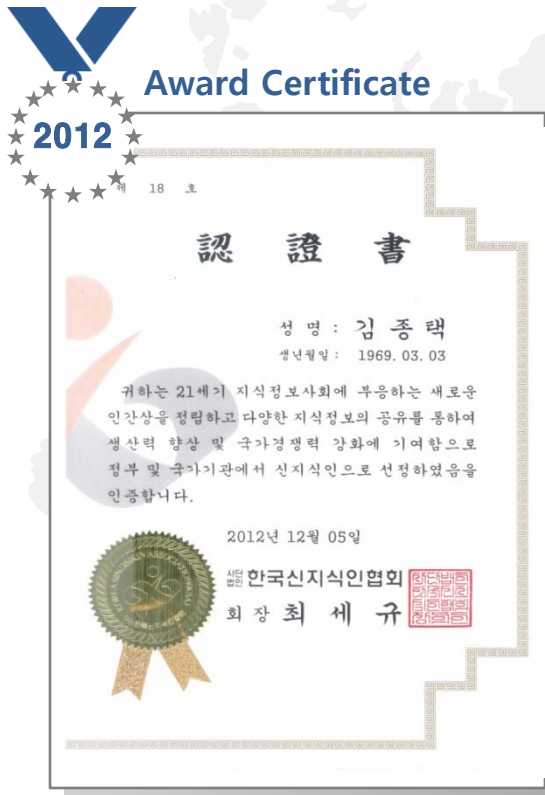 Award Certificate
2012
제 18 호
認 證 書
성 명 : 김 종 택
생년월일 : 1969. 03. 03
귀하는 21세기 지식정보사회에 부응하는 새로운
인간상을 정립하고 다양한 지식정보의 공유를 통하여
생산력 향상 및 국가경쟁력 강화에 기여함으로
정부 및 국가기관에서 신지식인으로 선정하였음을
인증합니다.
2012년 12월 05일
사단법인 한국신지식인협회
회 장 최 세 규